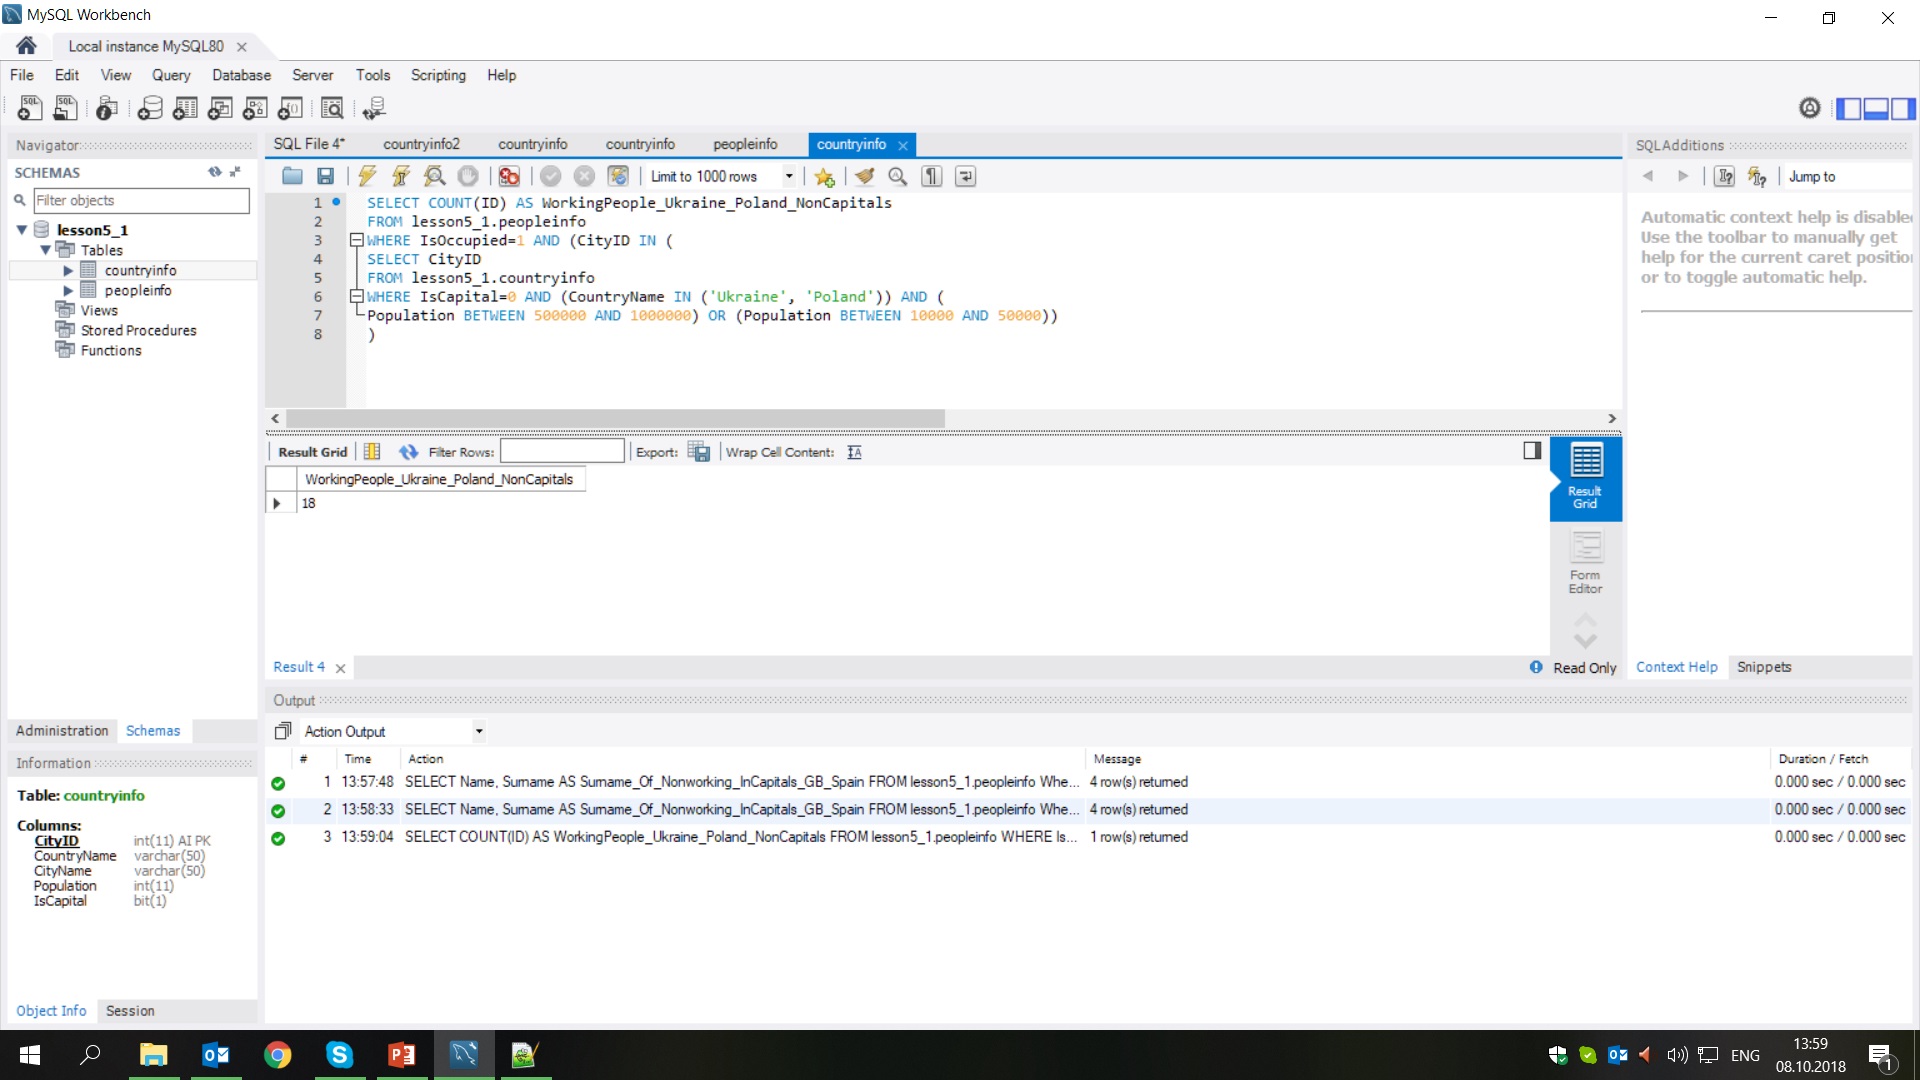 MySQL Workbench
Local instance MySQL80
File Edit View Query Database Server Tools Scripting Help
Navigator
SCHEMAS
Filter objects
lesson5_1
Tables
countryinfo
peopleinfo
Views
Stored Procedures
Functions
Administration Schemas
Information
Table: countryinfo
Columns:
CityID int(11) AI PK
CountryName varchar(50)
CityName varchar(50)
Population int(11)
IsCapital bit(1)
Object Info Session
SQL File 4* countryinfo2 countryinfo countryinfo peopleinfo countryinfo
Limit to 1000 rows
1 SELECT COUNT(ID) AS WorkingPeople_Ukraine_Poland_NonCapitals
2 FROM lesson5_1.peopleinfo
3 WHERE IsOccupied=1 AND (CityID IN (
4 SELECT CityID
5 FROM lesson5_1.countryinfo
6 WHERE IsCapital=0 AND (CountryName IN ('Ukraine', 'Poland')) AND (
7 Population BETWEEN 500000 AND 1000000) OR (Population BETWEEN 10000 AND 50000))
8 )
Result Grid Filter Rows: Export: Wrap Cell Content:
WorkingPeople_Ukraine_Poland_NonCapitals
18
Result Grid
Form Editor
Result 4
Read Only
SQLAdditions
Jump to
Automatic context help is disabled
Use the toolbar to manually get
help for the current caret position
or to toggle automatic help.
Context Help Snippets
Output
Action Output
# Time Action Message Duration / Fetch
1 13:57:48 SELECT Name, Surname AS Surname_Of_Nonworking_InCapitals_GB_Spain FROM lesson5_1.peopleinfo Whe... 4 row(s) returned 0.000 sec / 0.000 sec
2 13:58:33 SELECT Name, Surname AS Surname_Of_Nonworking_InCapitals_GB_Spain FROM lesson5_1.peopleinfo Whe... 4 row(s) returned 0.000 sec / 0.000 sec
3 13:59:04 SELECT COUNT(ID) AS WorkingPeople_Ukraine_Poland_NonCapitals FROM lesson5_1.peopleinfo WHERE Is... 1 row(s) returned 0.000 sec / 0.000 sec
ENG
13:59
08.10.2018
1